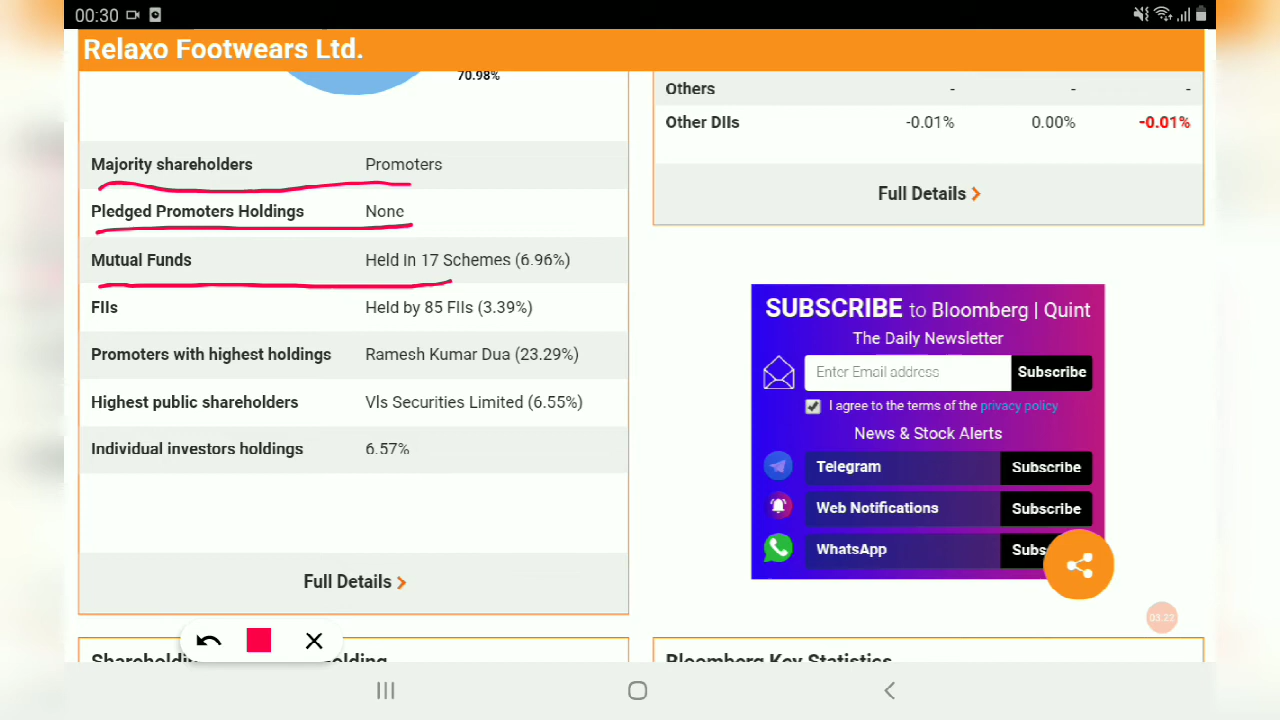 00:30
Relaxo Footwears Ltd.
70.98%
Majority shareholders Promoters
Pledged Promoters Holdings None
Mutual Funds Held In 17 Schemes (6.96%)
FIIs Held by 85 FIIs (3.39%)
Promoters with highest holdings Ramesh Kumar Dua (23.29%)
Highest public shareholders Vls Securities Limited (6.55%)
Individual investors holdings 6.57%
Full Details
Others - - -
Other DIIs -0.01% 0.00% -0.01%
Full Details
SUBSCRIBE to Bloomberg | Quint
The Daily Newsletter
Enter Email address Subscribe
I agree to the terms of the privacy policy
News & Stock Alerts
Telegram Subscribe
Web Notifications Subscribe
WhatsApp Subs
03:22
Bloomberg Key Statistics